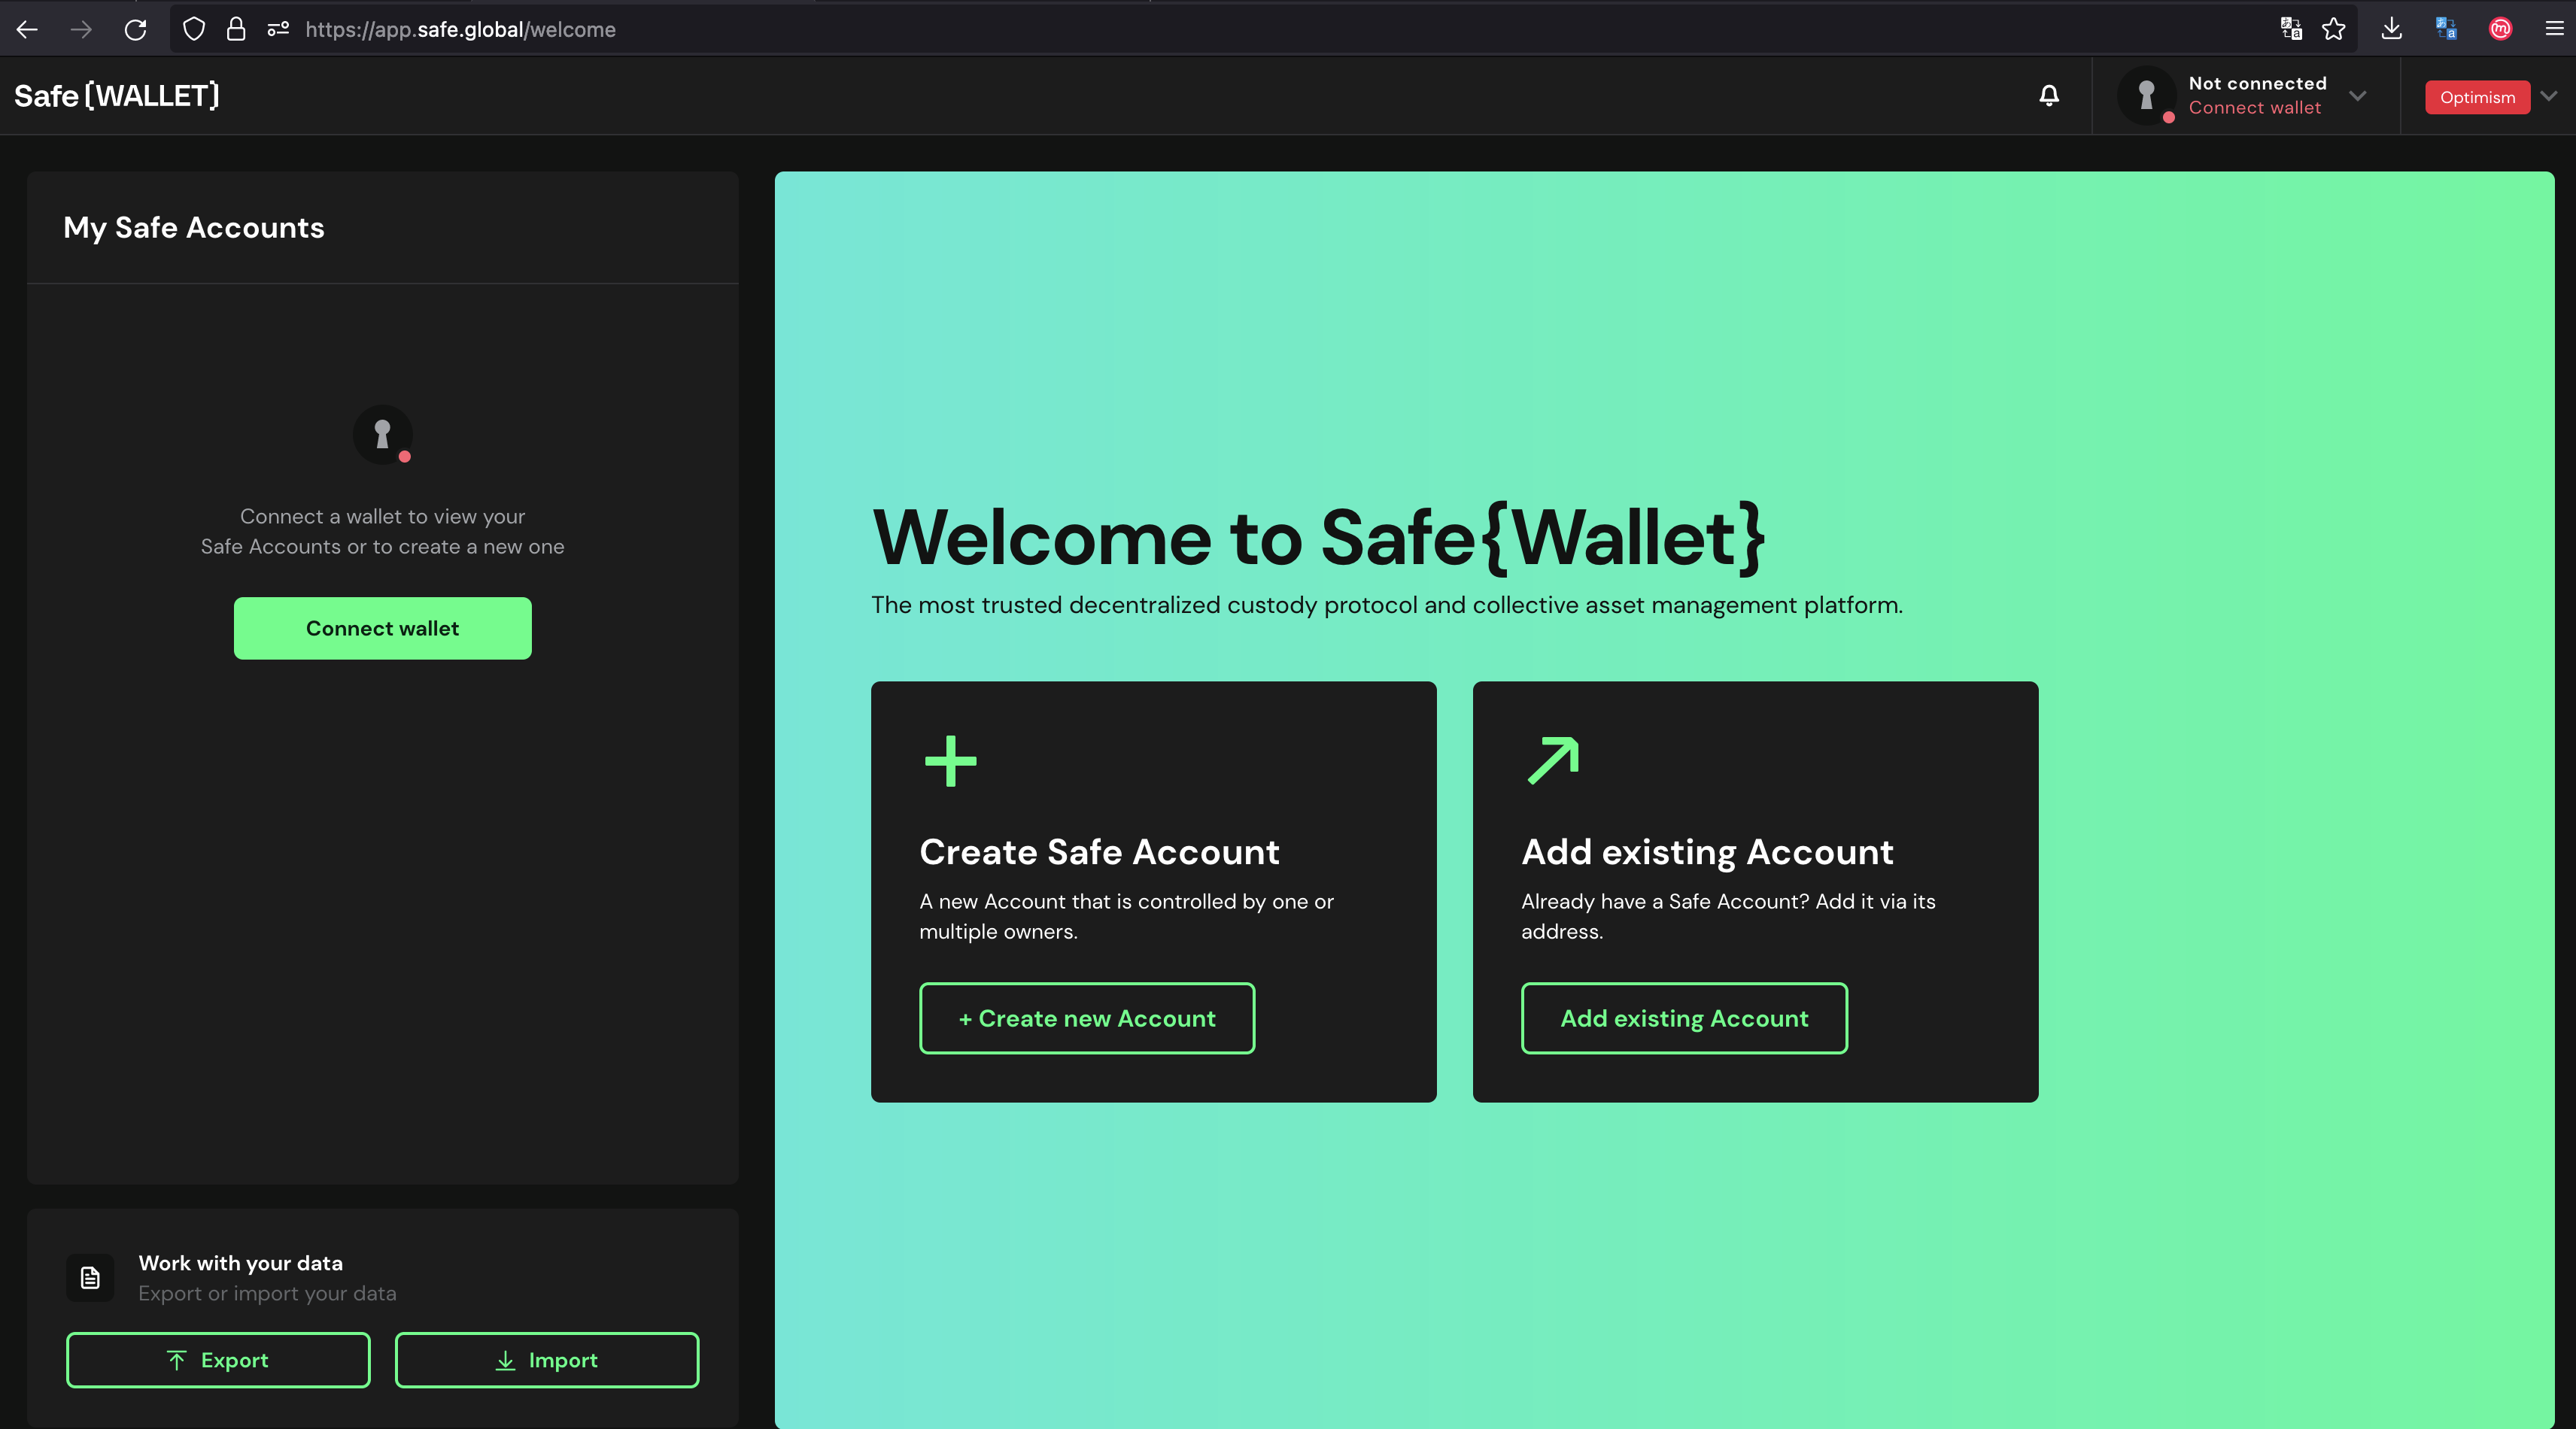 https://app.safe.global/welcome
Safe[WALLET]
Not connected
Connect wallet
Optimism
My Safe Accounts
Connect a wallet to view your
Safe Accounts or to create a new one
Connect wallet
Work with your data
Export or import your data
Export
Import
Welcome to Safe{Wallet}
The most trusted decentralized custody protocol and collective asset management platform.
Create Safe Account
A new Account that is controlled by one or
multiple owners.
+ Create new Account
Add existing Account
Already have a Safe Account? Add it via its
address.
Add existing Account